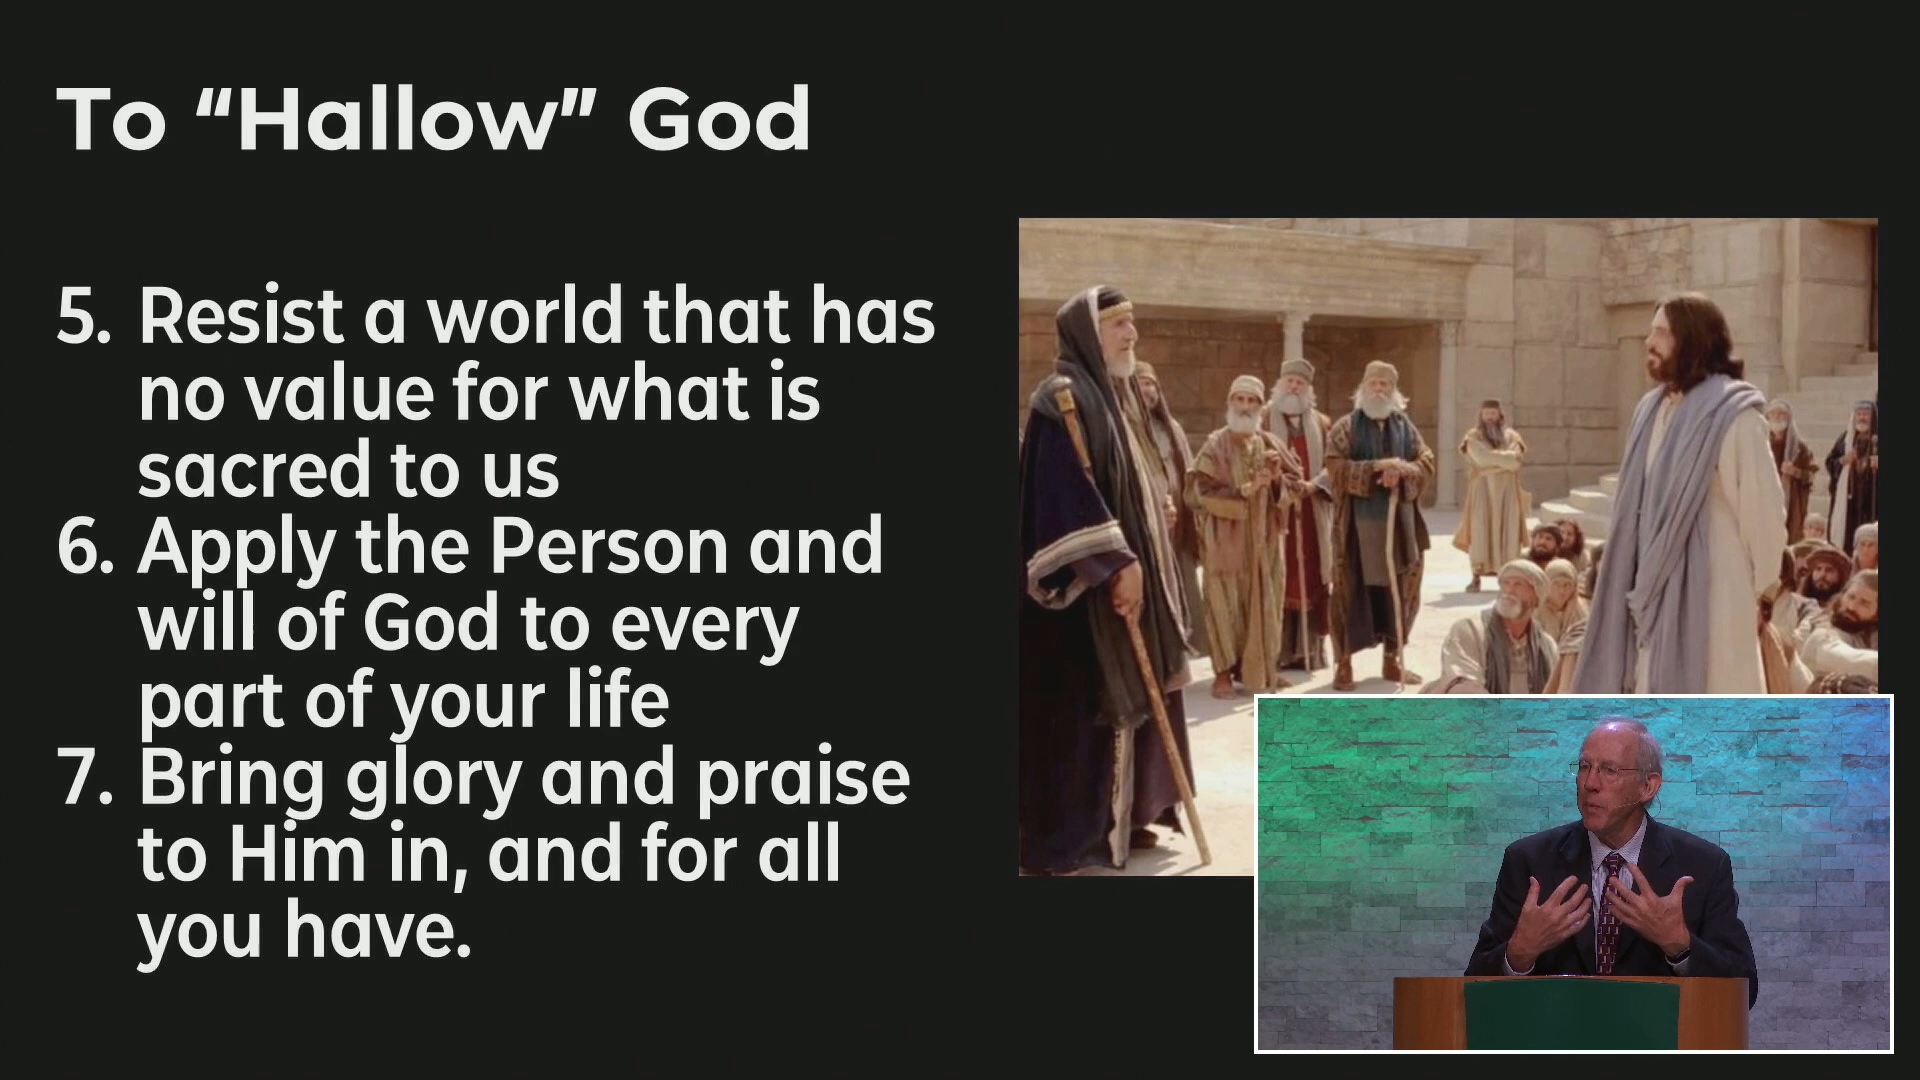 To “Hallow” God
5. Resist a world that has
no value for what is
sacred to us
6. Apply the Person and
will of God to every
part of your life
7. Bring glory and praise
to Him in, and for all
you have.